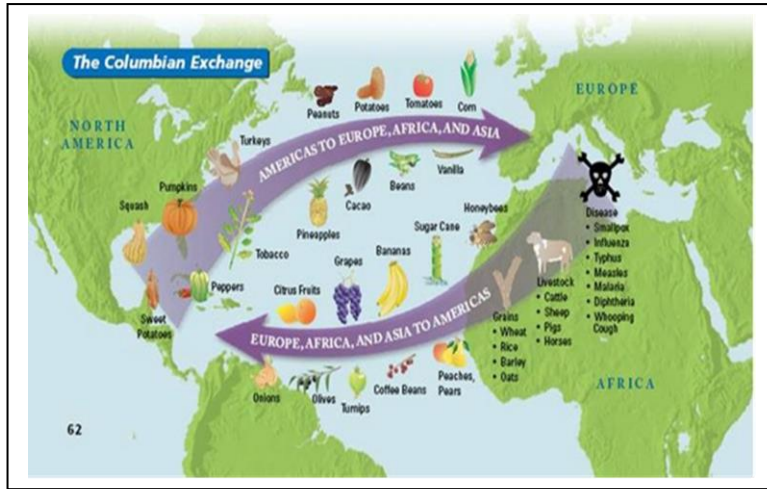 The Columbian Exchange
NORTH
AMERICA
EUROPE
Peanuts
Potatoes
Tomatoes
Corn
AMERICAS TO EUROPE, AFRICA, AND ASIA
Turkeys
Pumpkins
Squash
Tobacco
Pineapples
Cacao
Beans
Vanilla
Sweet
Potatoes
Peppers
Citrus Fruits
Grapes
Bananas
Sugar Cane
Honeybees
Disease
• Smallpox
• Influenza
• Typhus
• Measles
• Malaria
• Diphtheria
• Whooping
Cough
Livestock
• Cattle
• Sheep
• Pigs
• Horses
Grains
• Wheat
• Rice
• Barley
• Oats
EUROPE, AFRICA, AND ASIA TO AMERICAS
Onions
Olives
Turnips
Coffee Beans
Peaches,
Pears
AFRICA
62